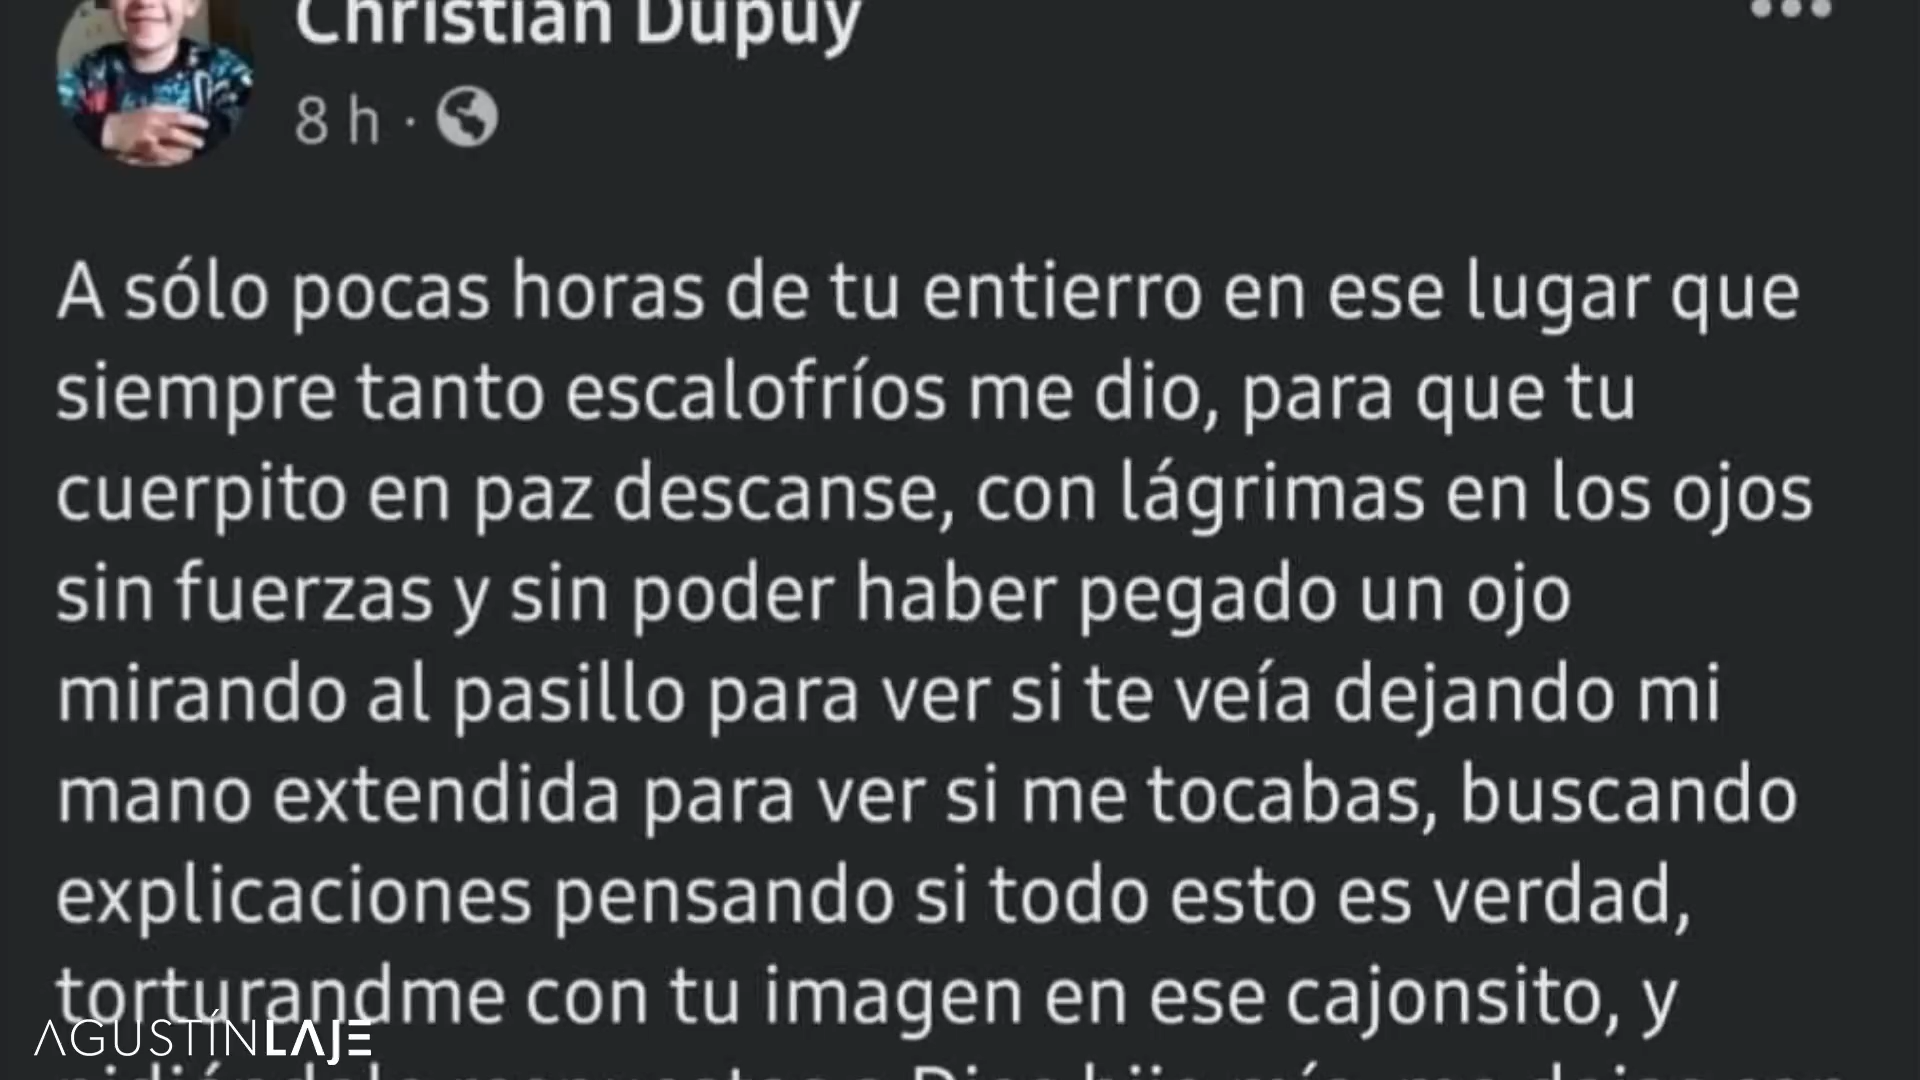 Christian Dupuy
8 h ·
A sólo pocas horas de tu entierro en ese lugar que
siempre tanto escalofríos me dio, para que tu
cuerpito en paz descanse, con lágrimas en los ojos
sin fuerzas y sin poder haber pegado un ojo
mirando al pasillo para ver si te veía dejando mi
mano extendida para ver si me tocabas, buscando
explicaciones pensando si todo esto es verdad,
torturandme con tu imagen en ese cajonsito, y
AGUSTÍNLAJE